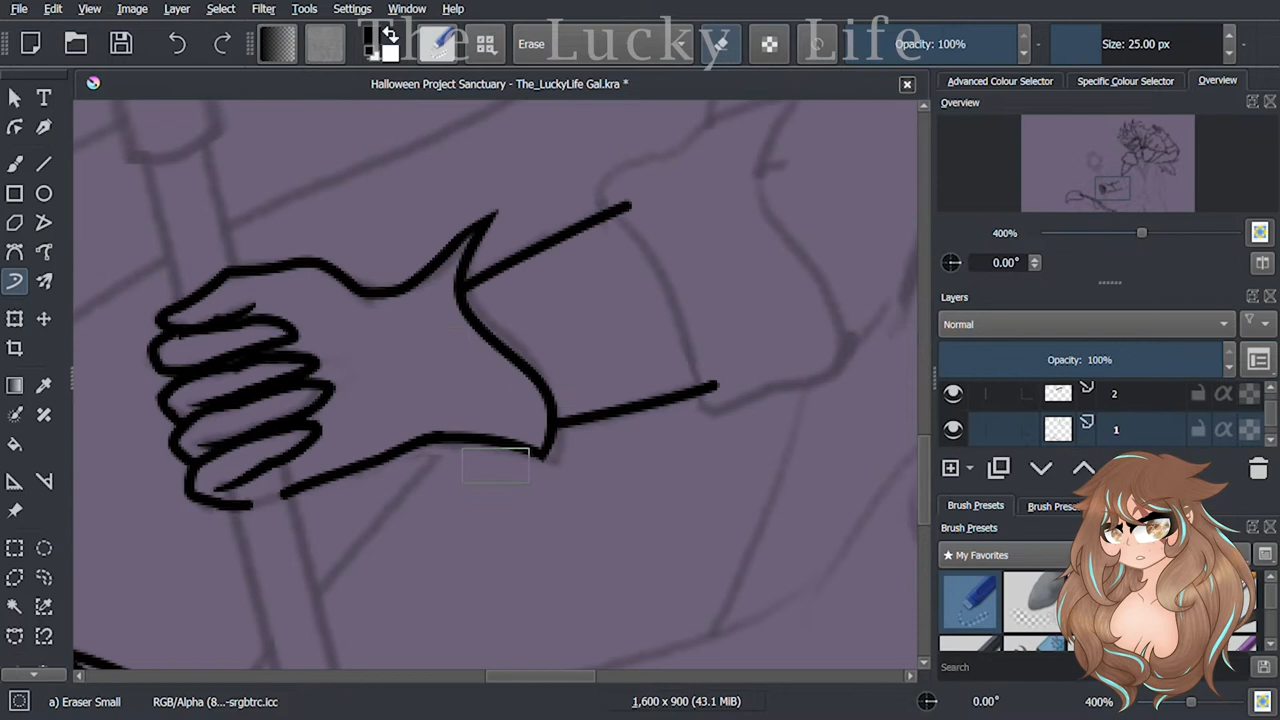 File Edit View Image Layer Select Filter Tools Settings Window Help
The Lucky Life
Erase
Opacity: 100%
Size: 25.00 px
Halloween Project Sanctuary - The_LuckyLife Gal.kra *
Advanced Colour Selector
Specific Colour Selector
Overview
Overview
400%
0.00°
Layers
Normal
Opacity: 100%
2
1
Brush Presets
Brush Prese
Brush Presets
★ My Favorites
Search
a) Eraser Small
RGB/Alpha (8...-srgbtrc.icc
1,600 x 900 (43.1 MiB)
0.00°
400%